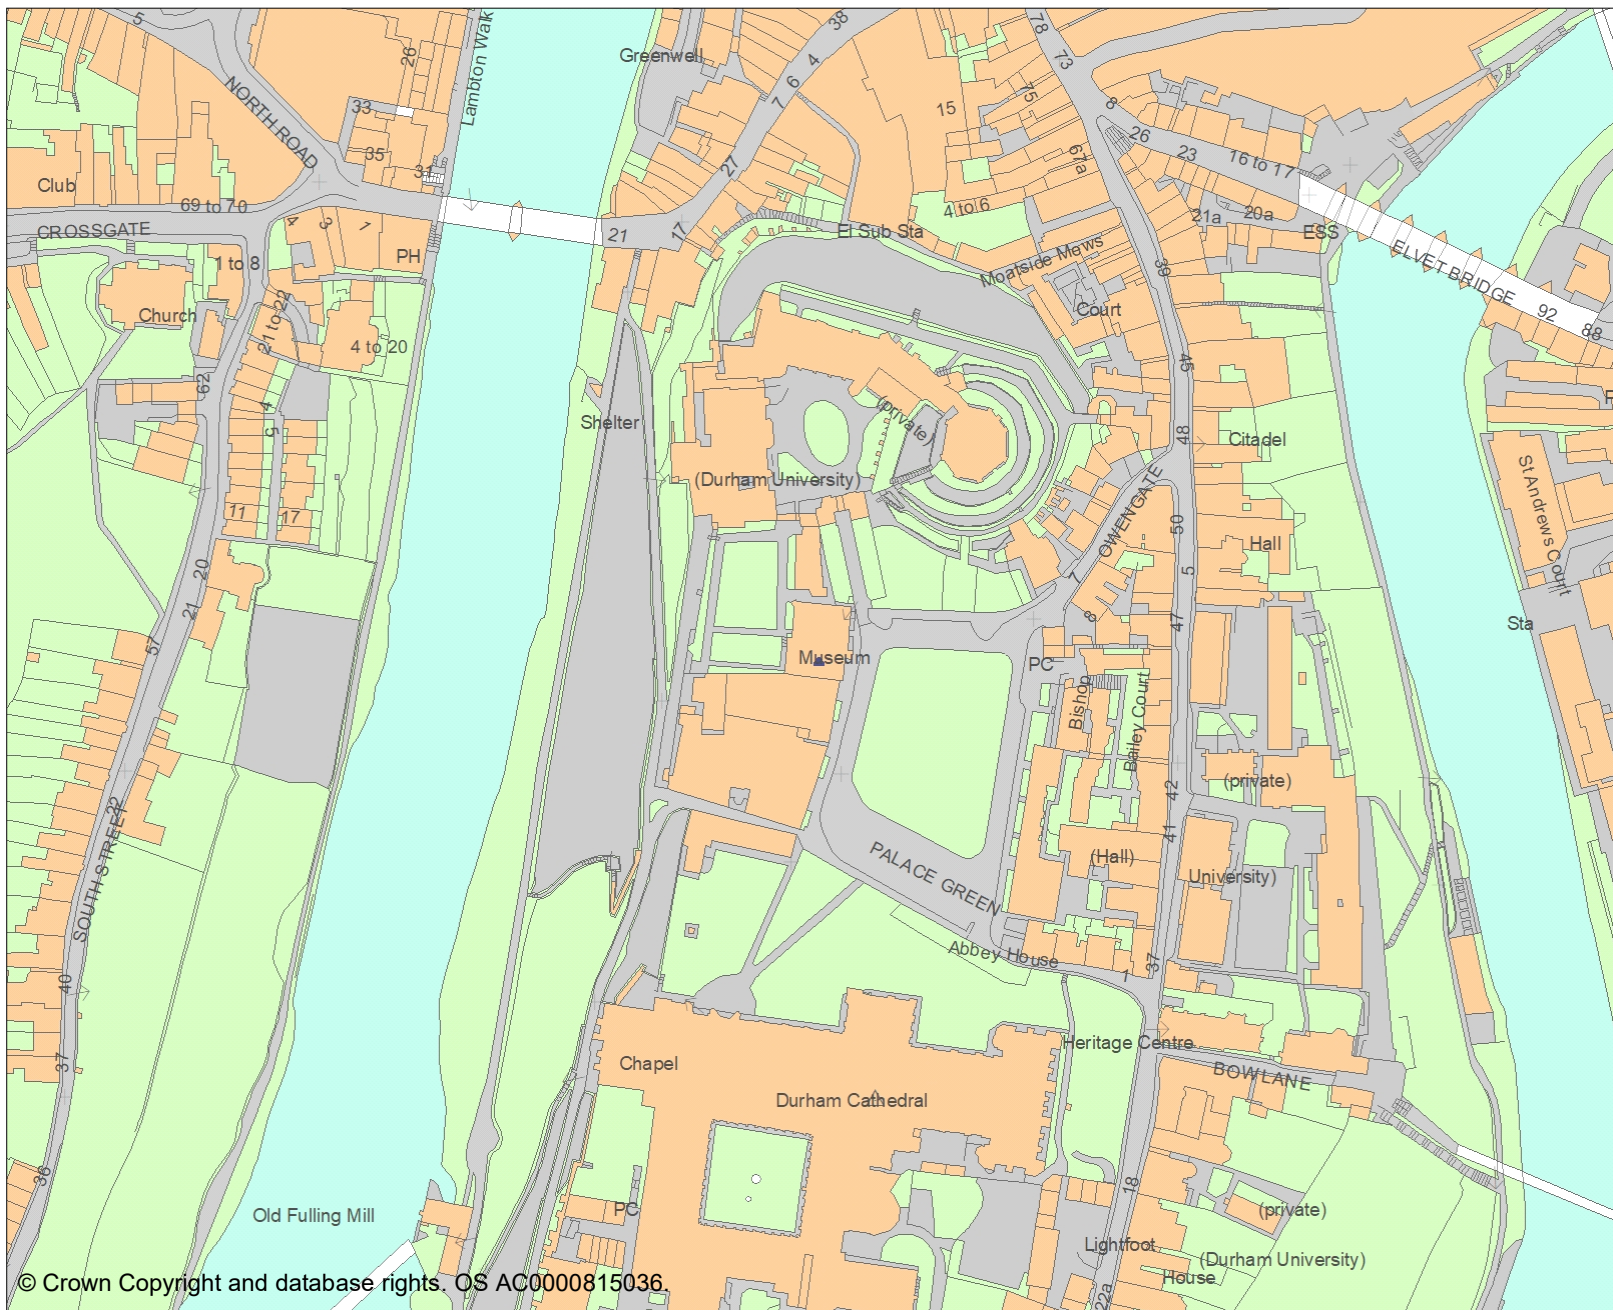 5
38
78
Greenwell
26
Lambton Walk
4
6
7
73
NORTH ROAD
33
75
15
8
26
35
31
27
67a
23
16 to 17
Club
69 to 70
4 to 6
21a
20a
CROSSGATE
4
3
1
21
17
El Sub Sta
ESS
PH
1 to 8
Moatside Mews
39
ELVET BRIDGE
Church
21 to 22
Court
92
88
4 to 20
45
62
4
5
Shelter
(private)
48
Citadel
(Durham University)
OWENGATE
St Andrews Court
11
17
50
Hall
20
7
5
21
8
47
Sta
57
Museum
PC
Bishop
Bailey Court
(private)
42
22
SOUTH STREET
41
PALACE GREEN
(Hall)
University)
Abbey House
1
37
40
Heritage Centre
37
Chapel
BOW LANE
Durham Cathedral
36
18
Old Fulling Mill
PC
(private)
Lightfoot
House
(Durham University)
22a
© Crown Copyright and database rights. OS AC0000815036.